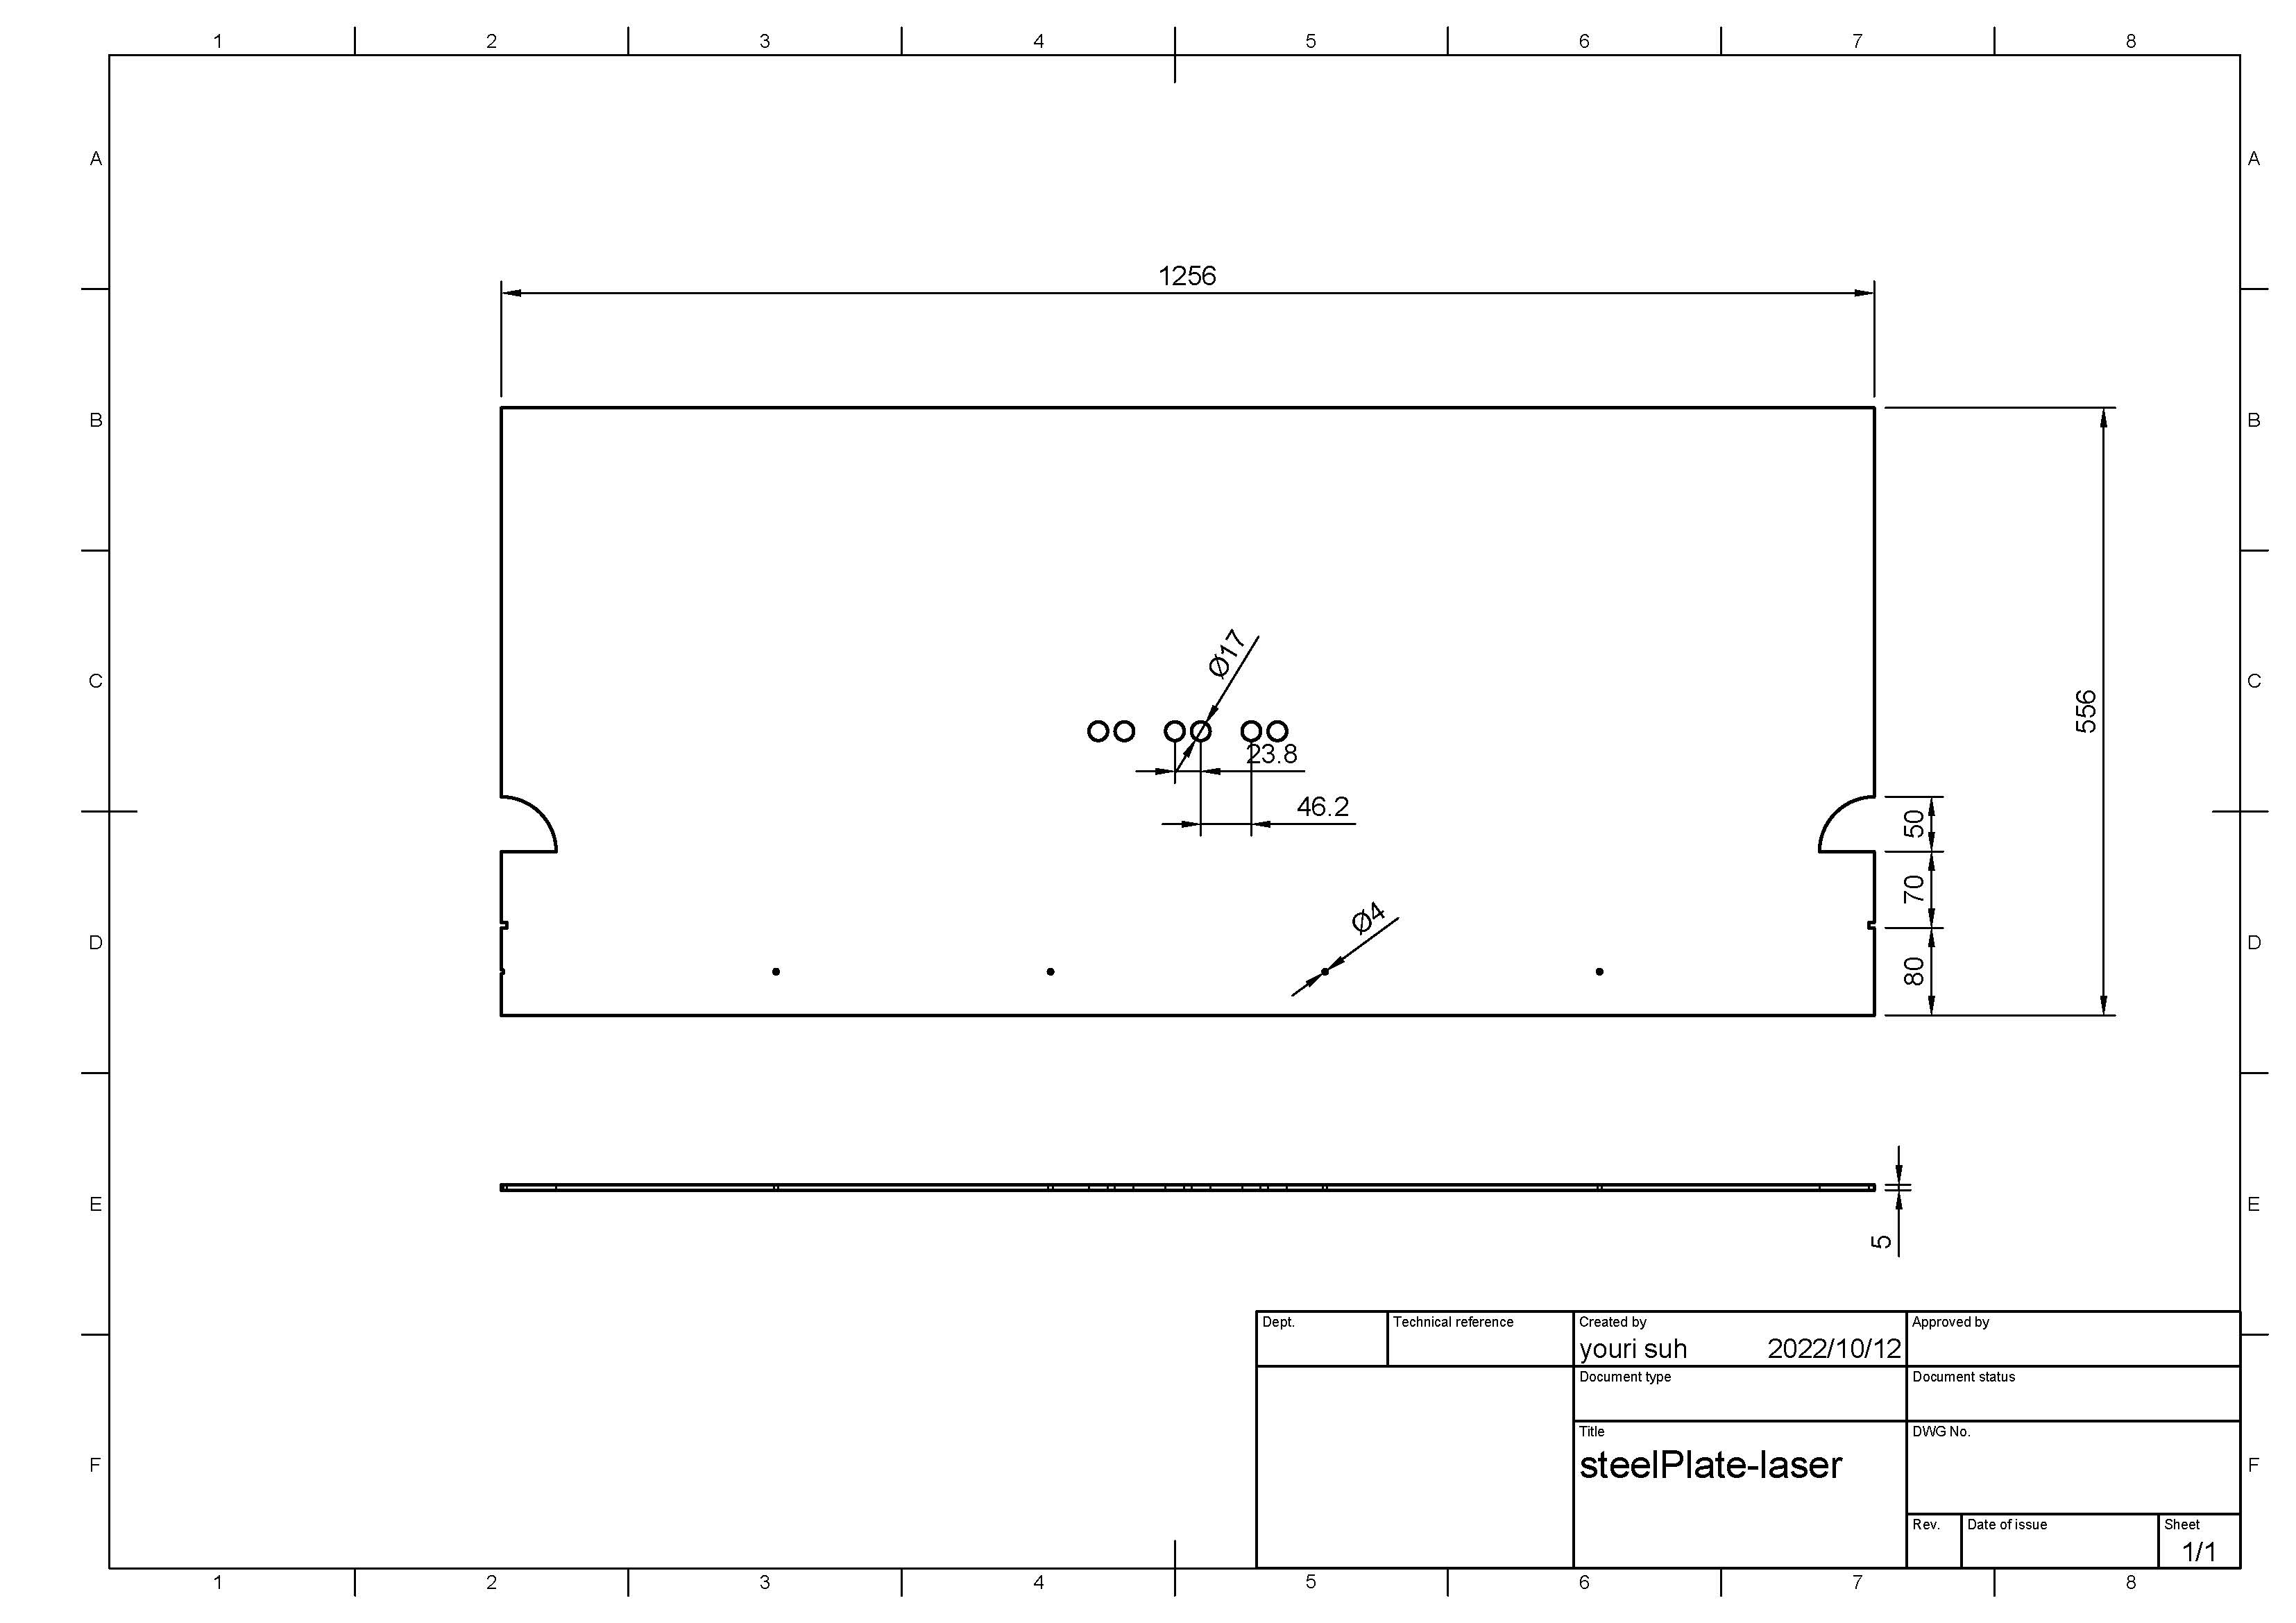 1 2 3 4 5 6 7 8
A A
1256
B B
Ø17
C C
556
23.8
46.2
50
70
Ø4
D D
80
E E
5
Dept. Technical reference Created by Approved by
youri suh 2022/10/12
Document type Document status
Title DWG No.
steelPlate-laser
F F
Rev. Date of issue Sheet
1/1
1 2 3 4 5 6 7 8